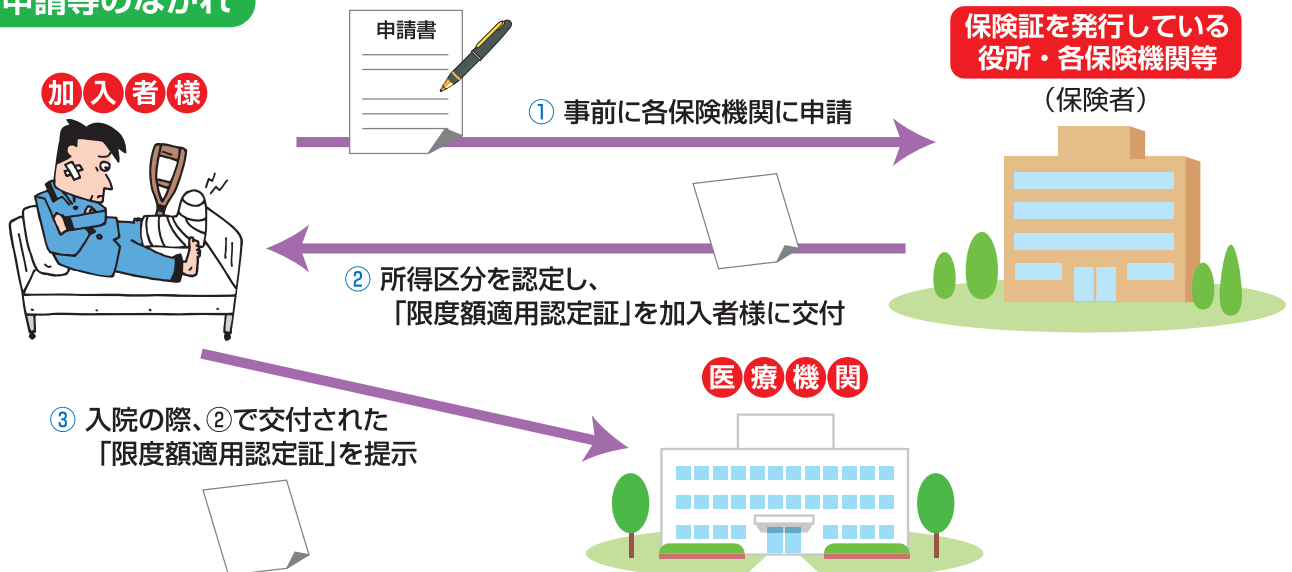 申請等のながれ
申請書
保険証を発行している
役所・各保険機関等
（保険者）
加入者様
① 事前に各保険機関に申請
② 所得区分を認定し、
「限度額適用認定証」を加入者様に交付
医療機関
③ 入院の際、②で交付された
「限度額適用認定証」を提示